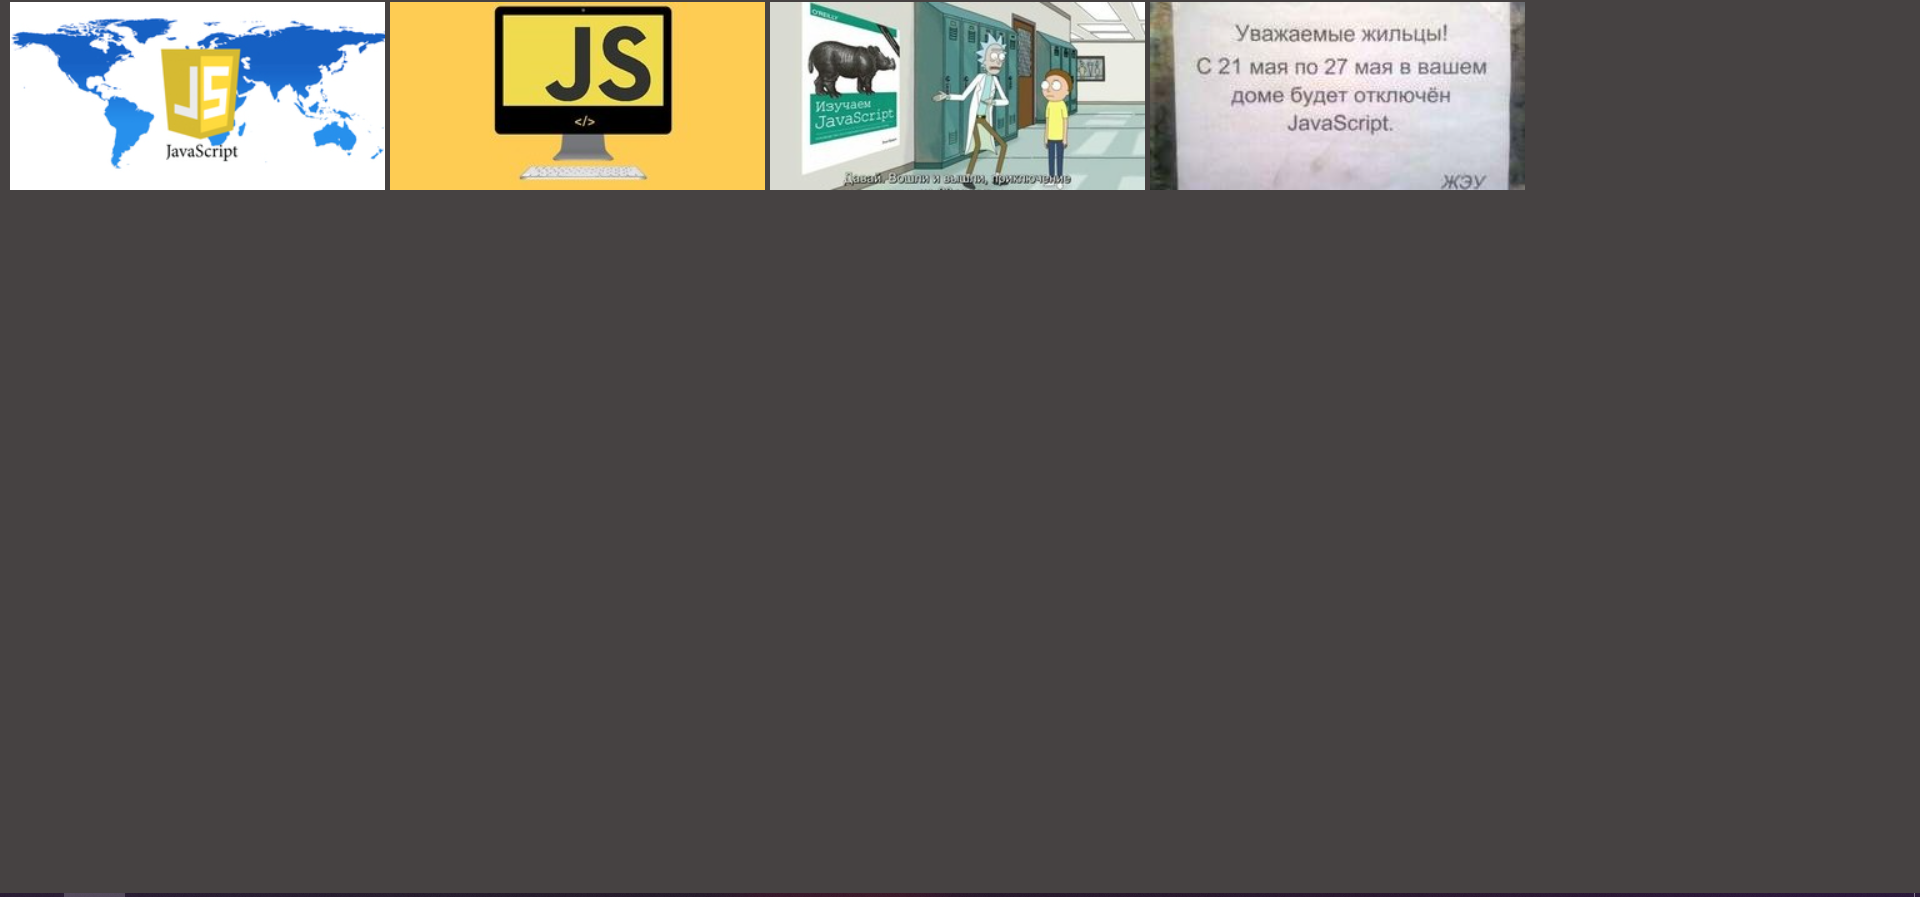 JS
JavaScript
JS
</>
O'REILLY
Изучаем
JavaScript
Давай. Вошли и вышли, приключение
Уважаемые жильцы!
С 21 мая по 27 мая в вашем
доме будет отключён
JavaScript.
ЖЭУ